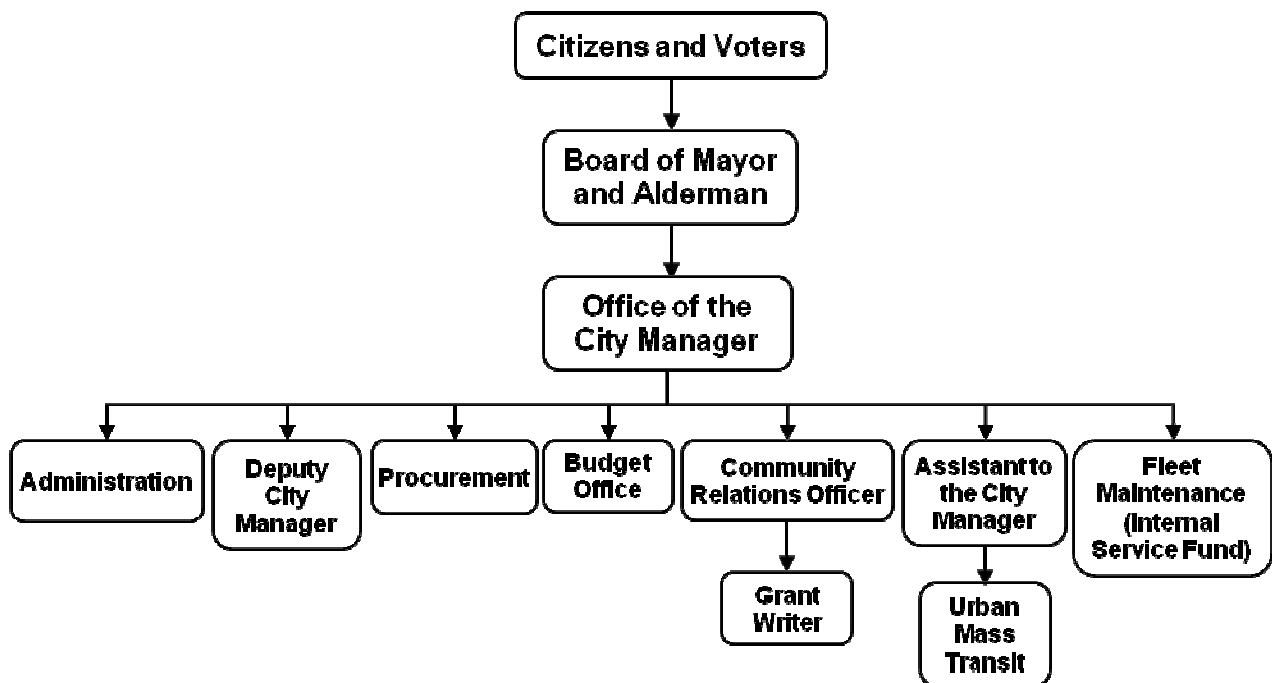 Citizens and Voters
Board of Mayor
and Alderman
Office of the
City Manager
Administration
Deputy
City
Manager
Procurement
Budget
Office
Community
Relations Officer
Assistant to
the City
Manager
Fleet
Maintenance
(Internal
Service Fund)
Grant
Writer
Urban
Mass
Transit